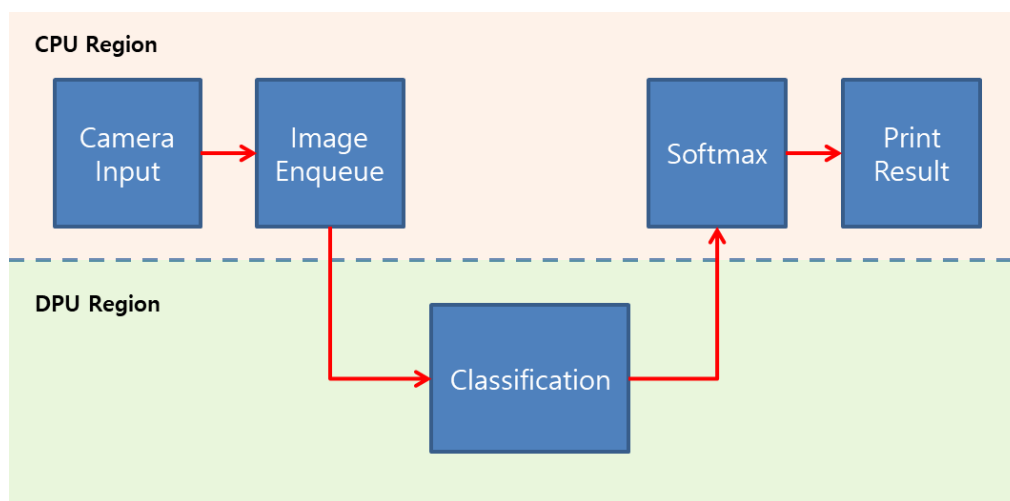 CPU Region
Camera
Input
Image
Enqueue
Softmax
Print
Result
DPU Region
Classification